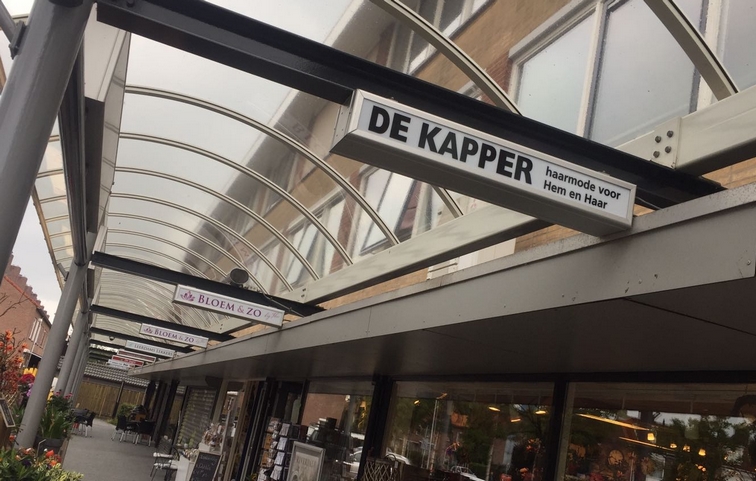 DE KAPPER
haarmode voor
Hem en Haar
BLOEM & ZO
BLOEM & ZO